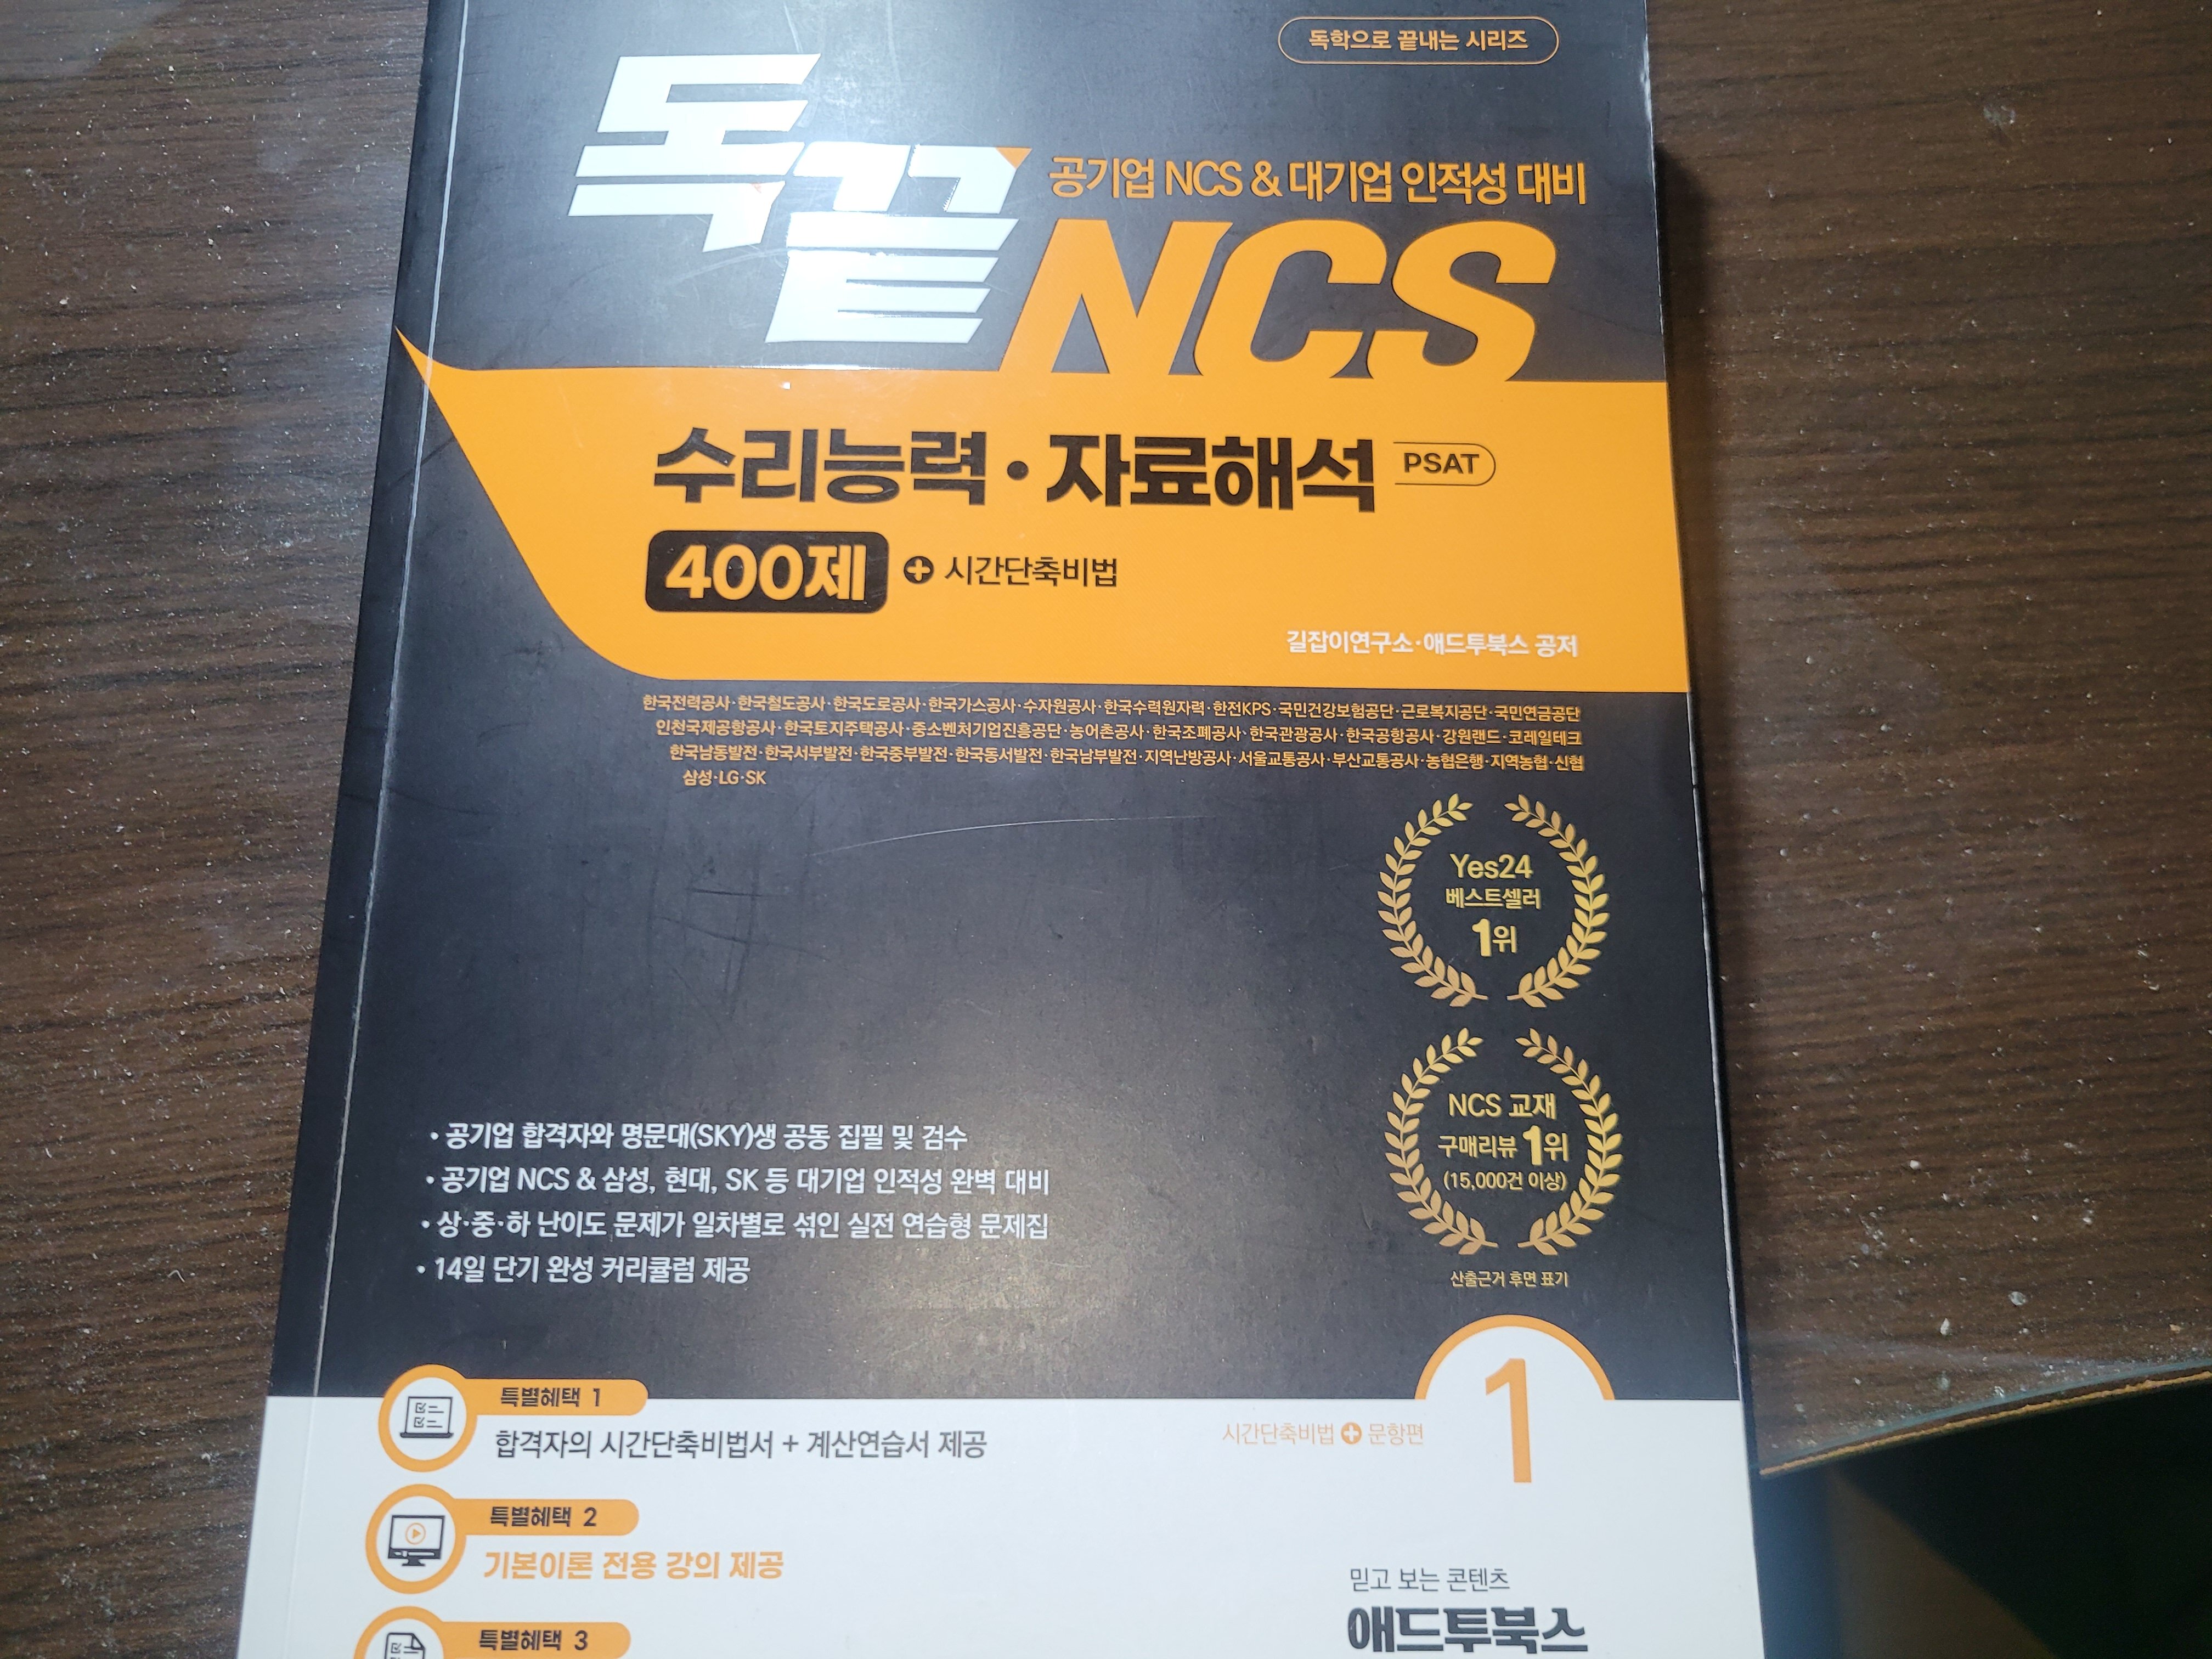 독학으로 끝내는 시리즈
공기업 NCS & 대기업 인적성 대비
독끝 NCS
수리능력·자료해석 PSAT
400제 + 시간단축비법
길잡이연구소·애드투북스 공저
한국전력공사·한국철도공사·한국도로공사·한국가스공사·수자원공사·한국수력원자력·한전KPS·국민건강보험공단·근로복지공단·국민연금공단
인천국제공항공사·한국토지주택공사·중소벤처기업진흥공단·농어촌공사·한국조폐공사·한국관광공사·한국공항공사·강원랜드·코레일테크
한국남동발전·한국서부발전·한국중부발전·한국동서발전·한국남부발전·지역난방공사·서울교통공사·부산교통공사·농협은행·지역농협·신협
삼성·LG·SK
Yes24
베스트셀러
1위
NCS 교재
구매리뷰 1위
(15,000건 이상)
산출근거 후면 표기
• 공기업 합격자와 명문대(SKY)생 공동 집필 및 검수
• 공기업 NCS & 삼성, 현대, SK 등 대기업 인적성 완벽 대비
• 상·중·하 난이도 문제가 일차별로 섞인 실전 연습형 문제집
• 14일 단기 완성 커리큘럼 제공
특별혜택 1
합격자의 시간단축비법서 + 계산연습서 제공
시간단축비법 + 문항편
1
특별혜택 2
기본이론 전용 강의 제공
특별혜택 3
믿고 보는 콘텐츠
애드투북스